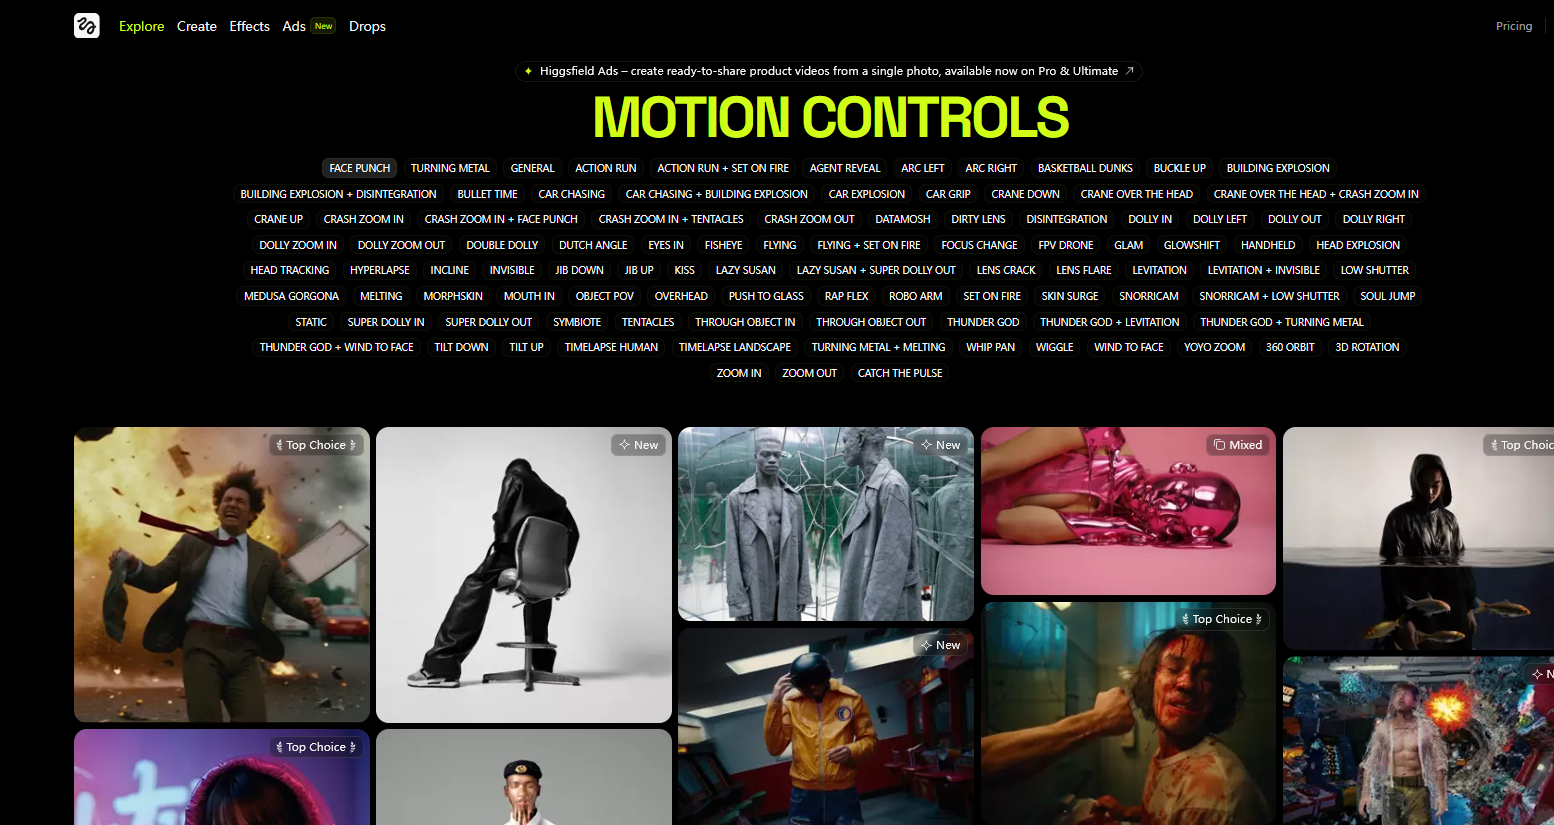 Explore Create Effects Ads New Drops Pricing
Higgsfield Ads – create ready-to-share product videos from a single photo, available now on Pro & Ultimate
MOTION CONTROLS
FACE PUNCH TURNING METAL GENERAL ACTION RUN ACTION RUN + SET ON FIRE AGENT REVEAL ARC LEFT ARC RIGHT BASKETBALL DUNKS BUCKLE UP BUILDING EXPLOSION
BUILDING EXPLOSION + DISINTEGRATION BULLET TIME CAR CHASING CAR CHASING + BUILDING EXPLOSION CAR EXPLOSION CAR GRIP CRANE DOWN CRANE OVER THE HEAD CRANE OVER THE HEAD + CRASH ZOOM IN
CRANE UP CRASH ZOOM IN CRASH ZOOM IN + FACE PUNCH CRASH ZOOM IN + TENTACLES CRASH ZOOM OUT DATAMOSH DIRTY LENS DISINTEGRATION DOLLY IN DOLLY LEFT DOLLY OUT DOLLY RIGHT
DOLLY ZOOM IN DOLLY ZOOM OUT DOUBLE DOLLY DUTCH ANGLE EYES IN FISHEYE FLYING FLYING + SET ON FIRE FOCUS CHANGE FPV DRONE GLAM GLOWSHIFT HANDHELD HEAD EXPLOSION
HEAD TRACKING HYPERLAPSE INCLINE INVISIBLE JIB DOWN JIB UP KISS LAZY SUSAN LAZY SUSAN + SUPER DOLLY OUT LENS CRACK LENS FLARE LEVITATION LEVITATION + INVISIBLE LOW SHUTTER
MEDUSA GORGONA MELTING MORPHSKIN MOUTH IN OBJECT POV OVERHEAD PUSH TO GLASS RAP FLEX ROBO ARM SET ON FIRE SKIN SURGE SNORRICAM SNORRICAM + LOW SHUTTER SOUL JUMP
STATIC SUPER DOLLY IN SUPER DOLLY OUT SYMBIOTE TENTACLES THROUGH OBJECT IN THROUGH OBJECT OUT THUNDER GOD THUNDER GOD + LEVITATION THUNDER GOD + TURNING METAL
THUNDER GOD + WIND TO FACE TILT DOWN TILT UP TIMELAPSE HUMAN TIMELAPSE LANDSCAPE TURNING METAL + MELTING WHIP PAN WIGGLE WIND TO FACE YOYO ZOOM 360 ORBIT 3D ROTATION
ZOOM IN ZOOM OUT CATCH THE PULSE
Top Choice New New Mixed Top Choic
Top Choice
New
N
Top Choice